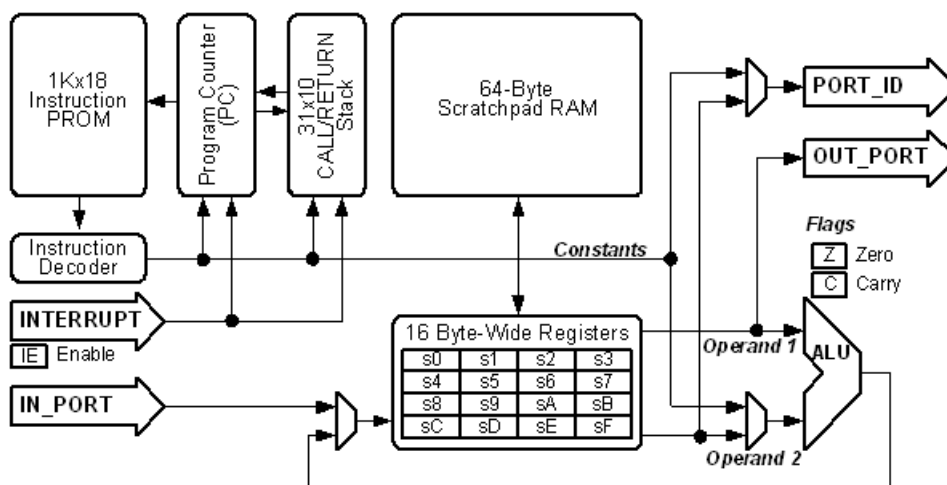 1Kx18
Instruction
PROM
Program Counter
(PC)
31x10
CALL/RETURN
Stack
64-Byte
Scratchpad RAM
PORT_ID
OUT_PORT
Instruction
Decoder
Constants
Flags
Z Zero
C Carry
INTERRUPT
IE Enable
16 Byte-Wide Registers
s0 s1 s2 s3
s4 s5 s6 s7
s8 s9 sA sB
sC sD sE sF
Operand 1
ALU
IN_PORT
Operand 2